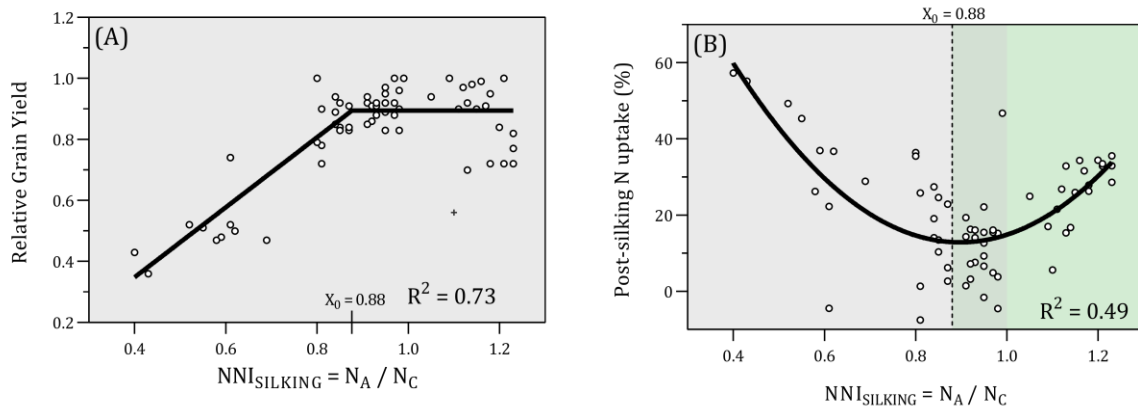 (A)
1.2
1.0
0.8
0.6
0.4
0.2
Relative Grain Yield
X₀ = 0.88
R² = 0.73
0.4 0.6 0.8 1.0 1.2
NNI_SILKING = N_A / N_C
X₀ = 0.88
(B)
60
40
20
0
Post-silking N uptake (%)
R² = 0.49
0.4 0.6 0.8 1.0 1.2
NNI_SILKING = N_A / N_C